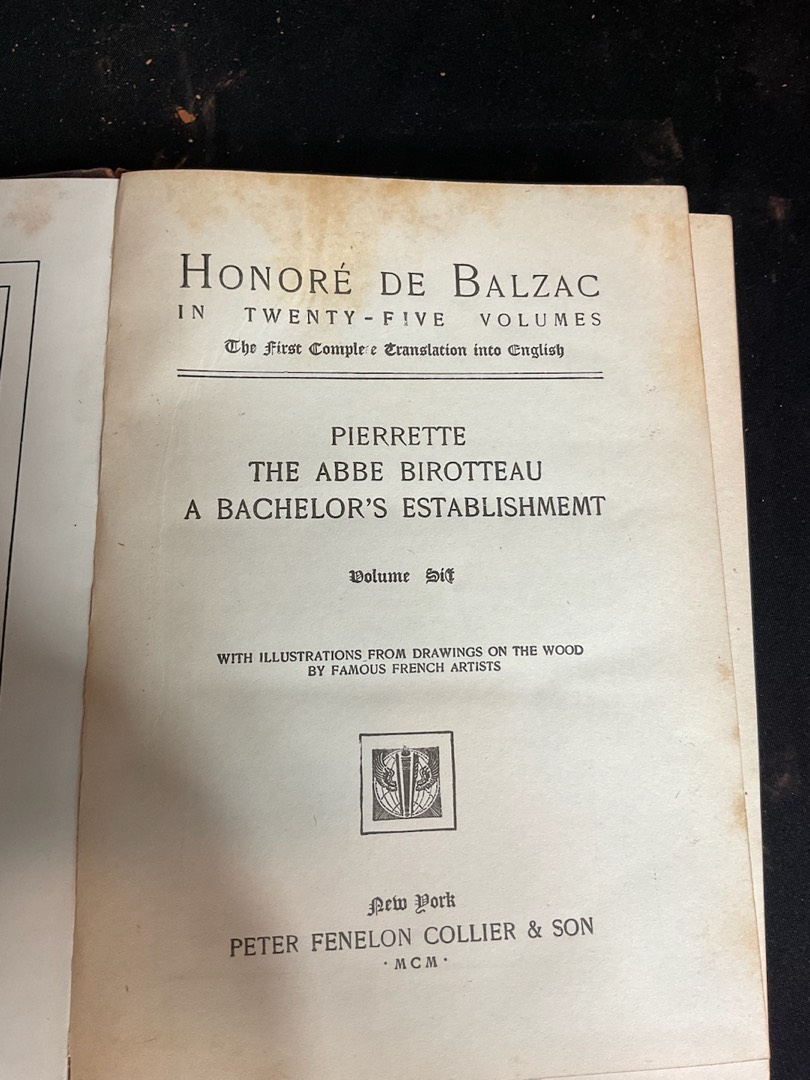 HONORÉ DE BALZAC
IN TWENTY-FIVE VOLUMES
The First Comple e Translation into English
PIERRETTE
THE ABBE BIROTTEAU
A BACHELOR'S ESTABLISHMEMT
Volume Six
WITH ILLUSTRATIONS FROM DRAWINGS ON THE WOOD
BY FAMOUS FRENCH ARTISTS
New York
PETER FENELON COLLIER & SON
· MCM ·